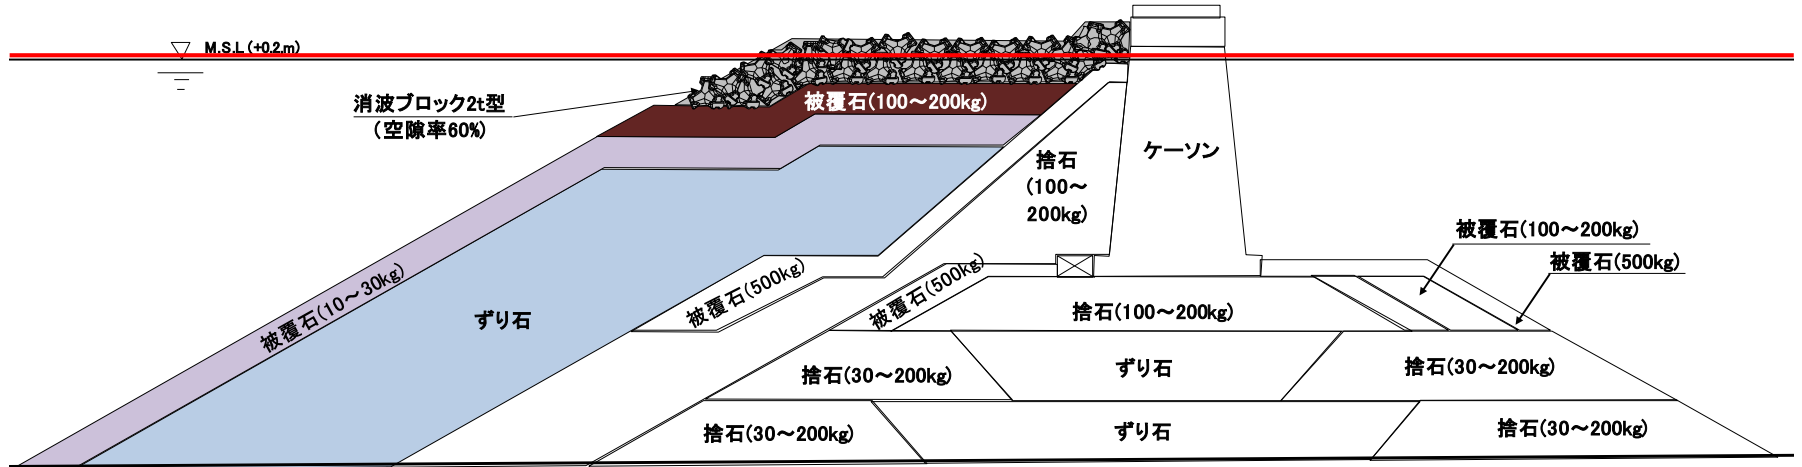 M.S.L (+0.2.m)
消波ブロック2t型
(空隙率60%)
被覆石(100～200kg)
ケーソン
捨石
(100～
200kg)
被覆石(100～200kg)
被覆石(500kg)
被覆石(10～30kg)
ずり石
被覆石(500kg)
被覆石(500kg)
捨石(100～200kg)
捨石(30～200kg)
ずり石
捨石(30～200kg)
捨石(30～200kg)
ずり石
捨石(30～200kg)